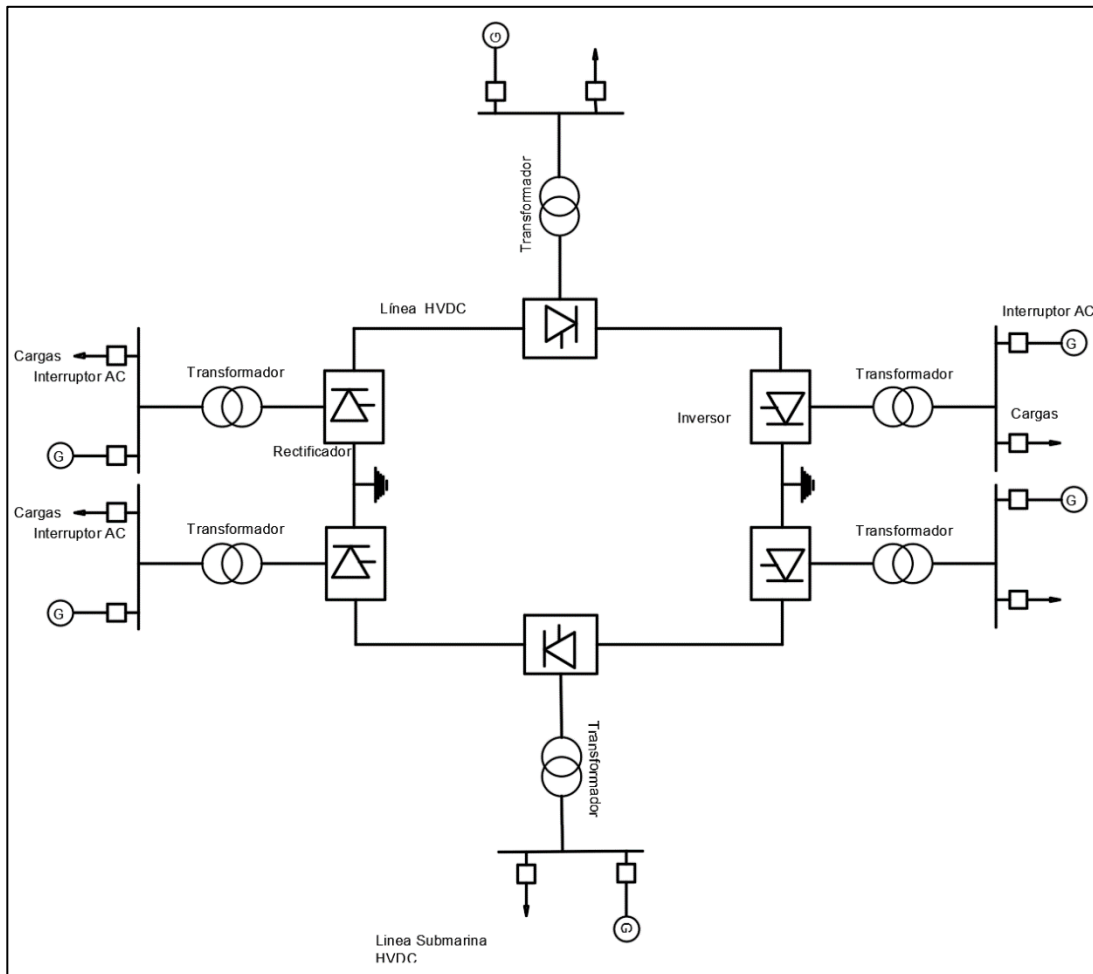 G
Transformador
Línea HVDC
Interruptor AC
Cargas
Interruptor AC
Transformador
Transformador
G
Inversor
Cargas
G
Rectificador
Cargas
Interruptor AC
Transformador
Transformador
G
G
Transformador
Linea Submarina
HVDC
G